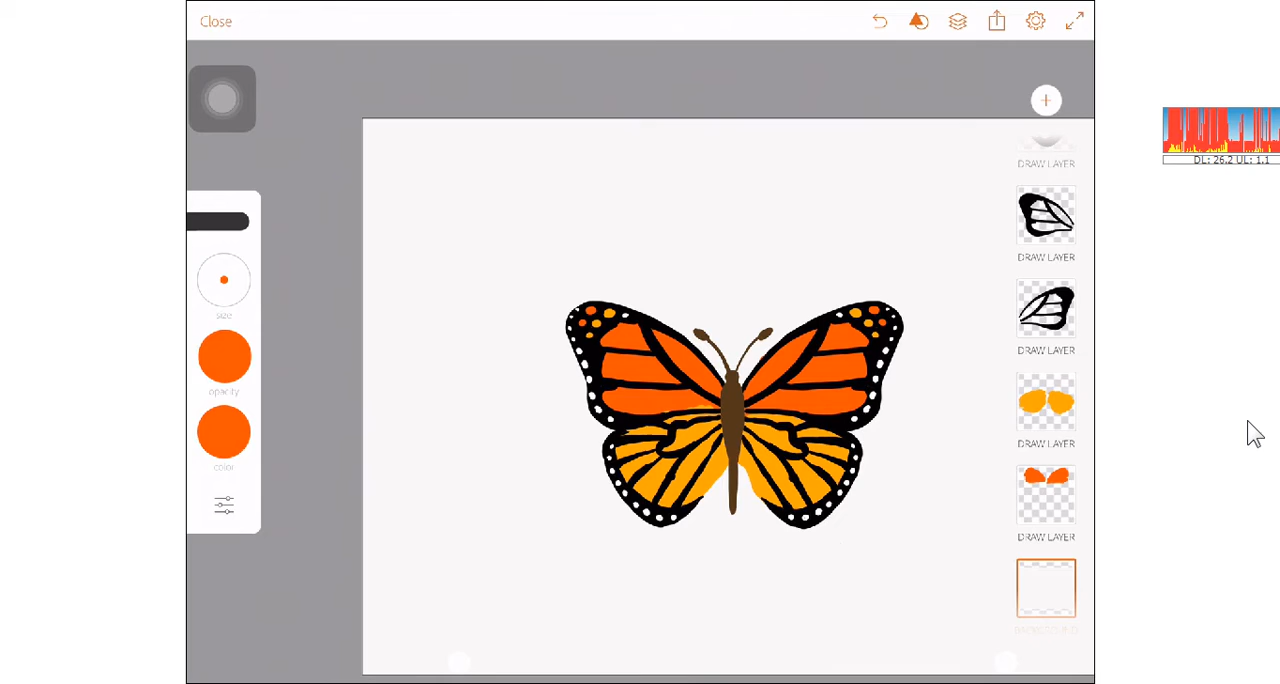 Close
DRAW LAYER
DRAW LAYER
DRAW LAYER
DRAW LAYER
DRAW LAYER
BACKGROUND
size
opacity
color
DL: 26.2 UL: 1.1